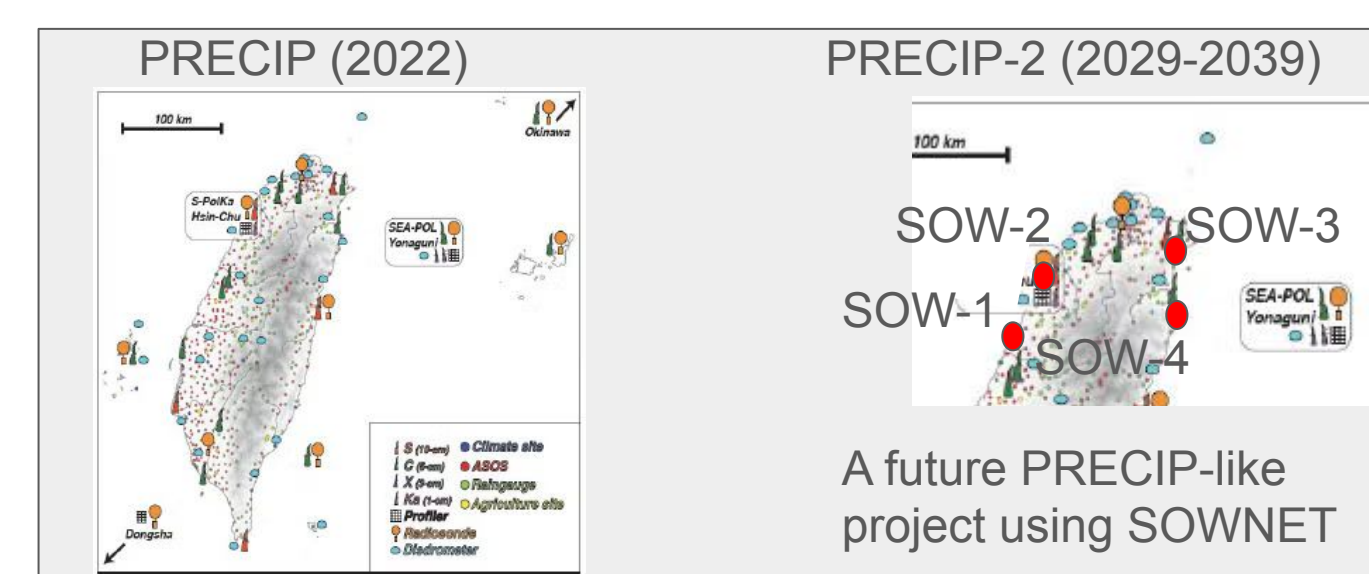 PRECIP (2022)
PRECIP-2 (2029-2039)
100 km
Okinawa
S-PolKa
Hsin-Chu
SEA-POL
Yonaguni
Dongsha
S (10-cm)
C (5-cm)
X (3-cm)
Ka (1-cm)
Profiler
Radiosonde
Disdrometer
Climate site
ASOS
Raingauge
Agriculture site
100 km
SOW-2
SOW-3
SOW-1
SOW-4
SEA-POL
Yonaguni
A future PRECIP-like
project using SOWNET